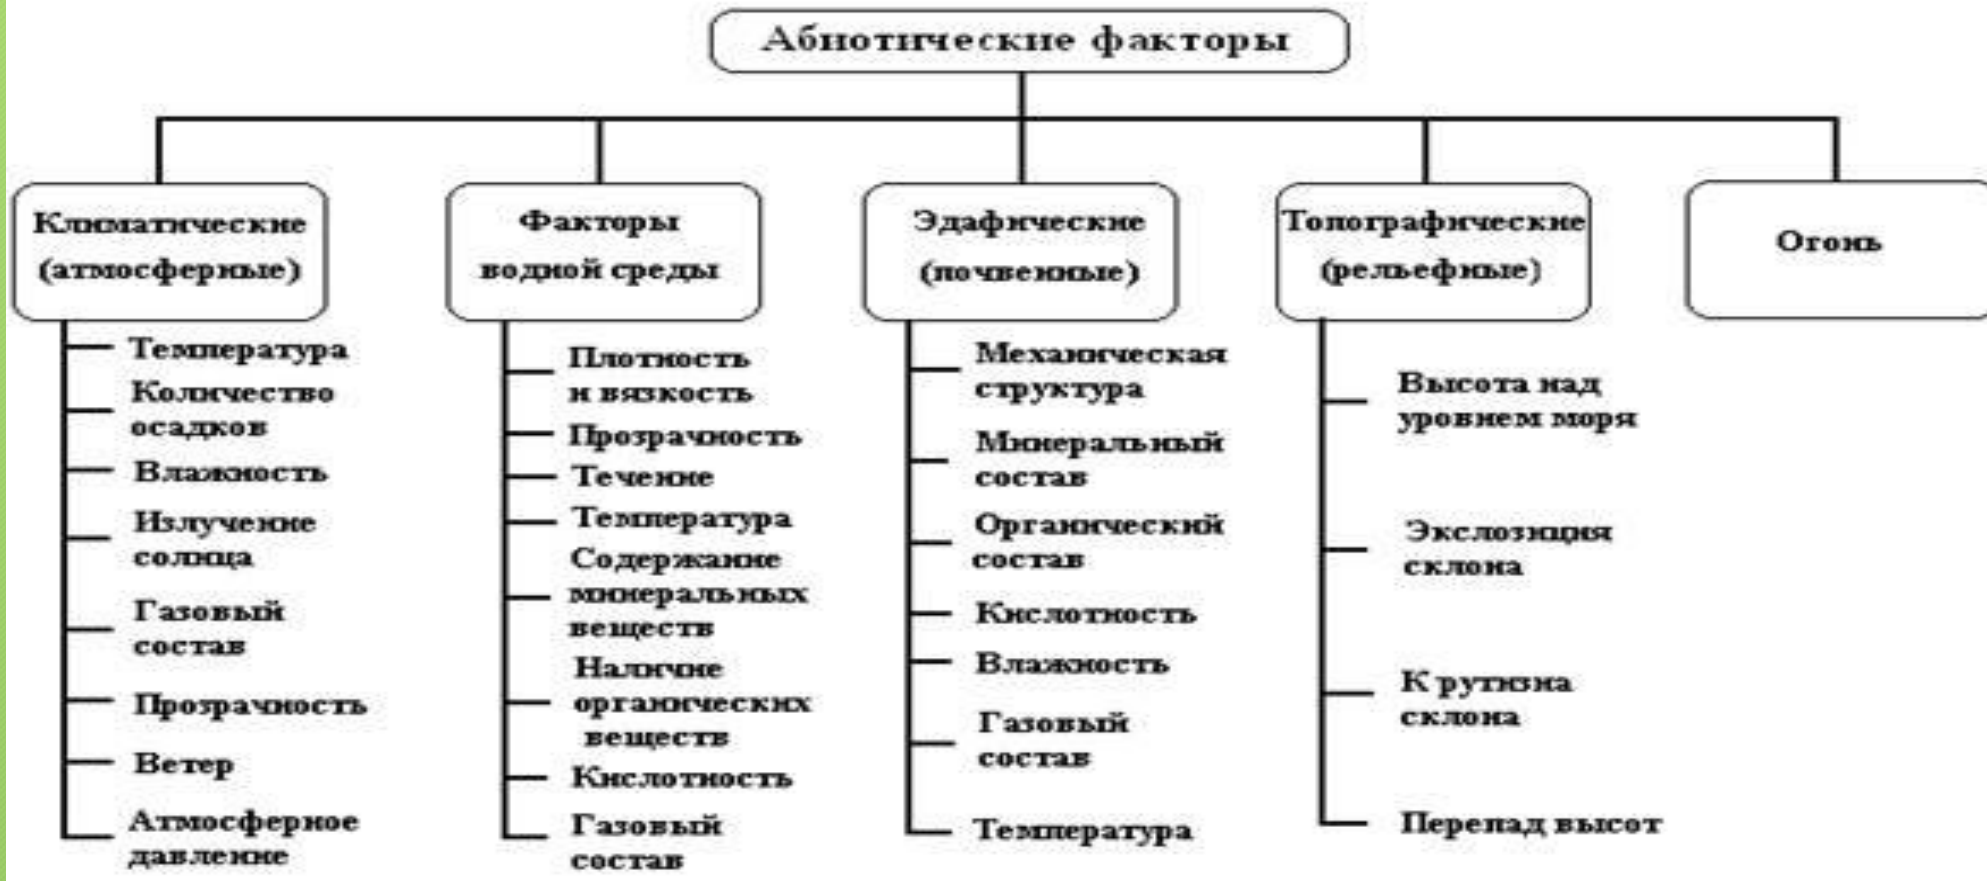 Абиотические факторы
Климатические
(атмосферные)
Температура
Количество
осадков
Влажность
Излучение
солнца
Газовый
состав
Прозрачность
Ветер
Атмосферное
давление
Факторы
водной среды
Плотность
и вязкость
Прозрачность
Течение
Температура
Содержание
минеральных
веществ
Наличие
органических
веществ
Кислотность
Газовый
состав
Эдафические
(почвенные)
Механическая
структура
Минеральный
состав
Органический
состав
Кислотность
Влажность
Газовый
состав
Температура
Топографические
(рельефные)
Высота над
уровнем моря
Экслозиция
склона
К рутизна
склона
Перепад высот
Огонь